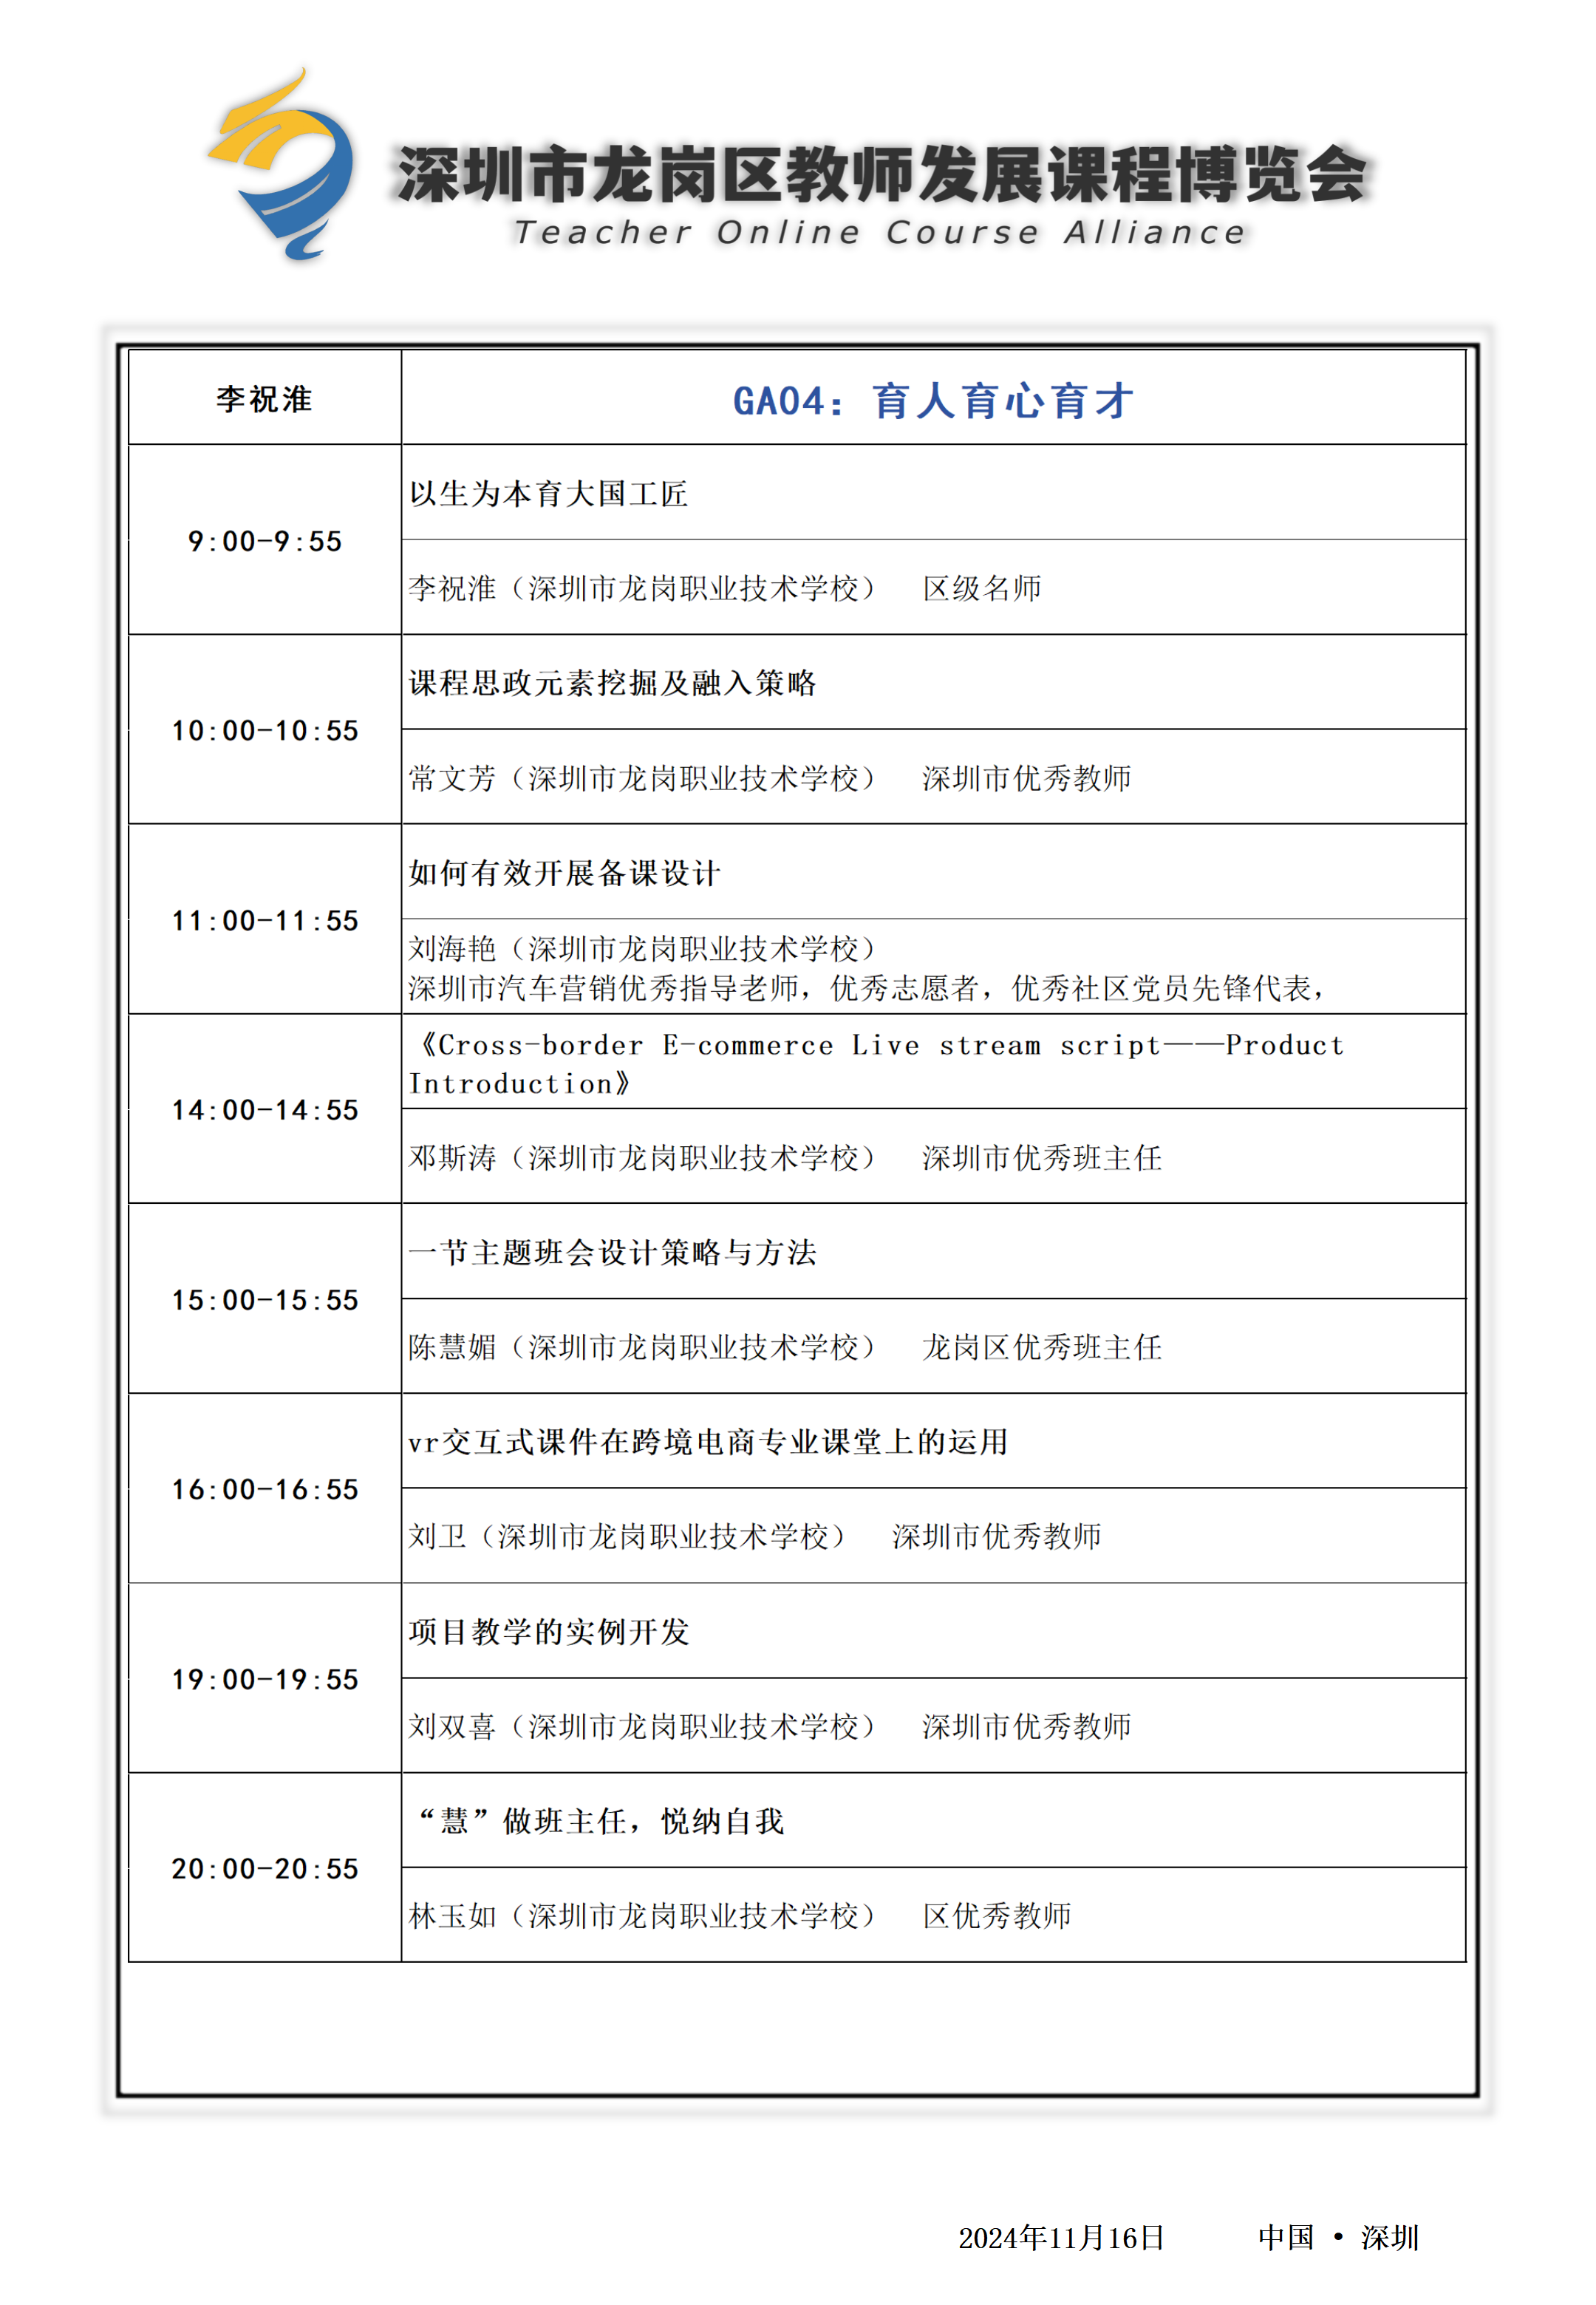 深圳市龙岗区教师发展课程博览会
Teacher Online Course Alliance
李祝淮
GA04：育人育心育才
9:00-9:55
以生为本育大国工匠
李祝淮（深圳市龙岗职业技术学校）　区级名师
10:00-10:55
课程思政元素挖掘及融入策略
常文芳（深圳市龙岗职业技术学校）　深圳市优秀教师
11:00-11:55
如何有效开展备课设计
刘海艳（深圳市龙岗职业技术学校）
深圳市汽车营销优秀指导老师，优秀志愿者，优秀社区党员先锋代表，
14:00-14:55
《Cross-border E-commerce Live stream script——Product
Introduction》
邓斯涛（深圳市龙岗职业技术学校）　深圳市优秀班主任
15:00-15:55
一节主题班会设计策略与方法
陈慧媚（深圳市龙岗职业技术学校）　龙岗区优秀班主任
16:00-16:55
vr交互式课件在跨境电商专业课堂上的运用
刘卫（深圳市龙岗职业技术学校）　深圳市优秀教师
19:00-19:55
项目教学的实例开发
刘双喜（深圳市龙岗职业技术学校）　深圳市优秀教师
20:00-20:55
“慧”做班主任，悦纳自我
林玉如（深圳市龙岗职业技术学校）　区优秀教师
2024年11月16日　　中国 • 深圳